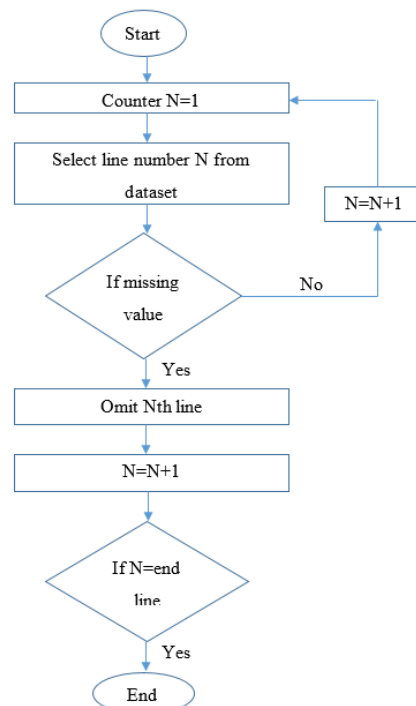 Start
Counter N=1
Select line number N from
dataset
N=N+1
If missing
value
No
Yes
Omit Nth line
N=N+1
If N=end
line
Yes
End